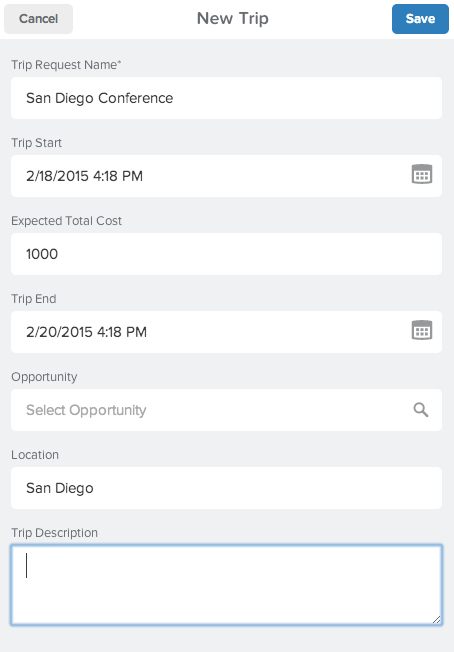 Cancel New Trip Save
Trip Request Name*
San Diego Conference
Trip Start
2/18/2015 4:18 PM
Expected Total Cost
1000
Trip End
2/20/2015 4:18 PM
Opportunity
Select Opportunity
Location
San Diego
Trip Description